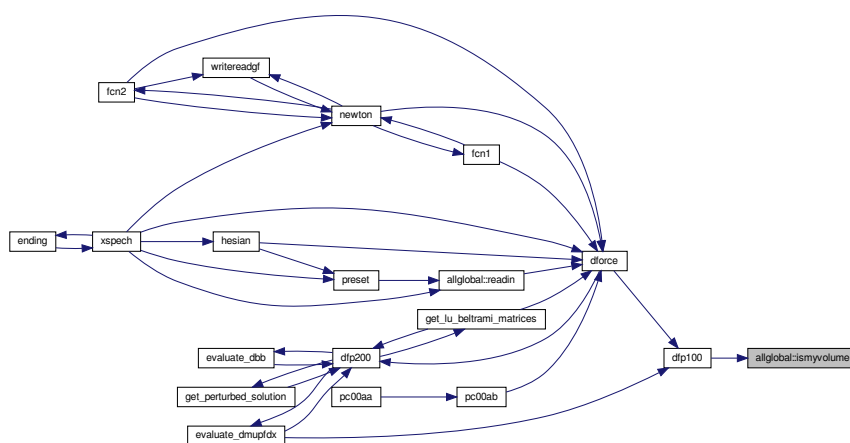 writereadgf
fcn2
newton
fcn1
ending
xspech
hesian
dforce
preset
allglobal::readin
get_lu_beltrami_matrices
evaluate_dbb
dfp200
dfp100
allglobal::ismyvolume
get_perturbed_solution
pc00aa
pc00ab
evaluate_dmupfdx